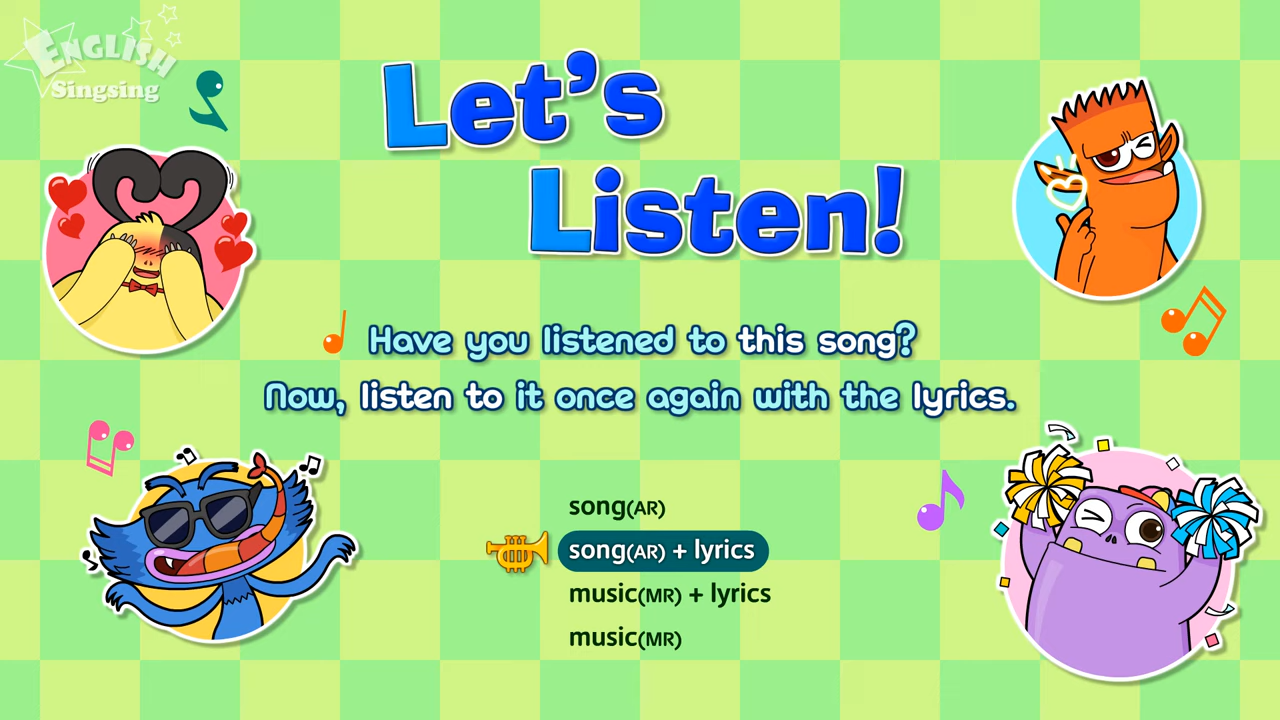 ENGLISH
Singsing
Let's
Listen!
Have you listened to this song?
Now, listen to it once again with the lyrics.
song(AR)
song(AR) + lyrics
music(MR) + lyrics
music(MR)